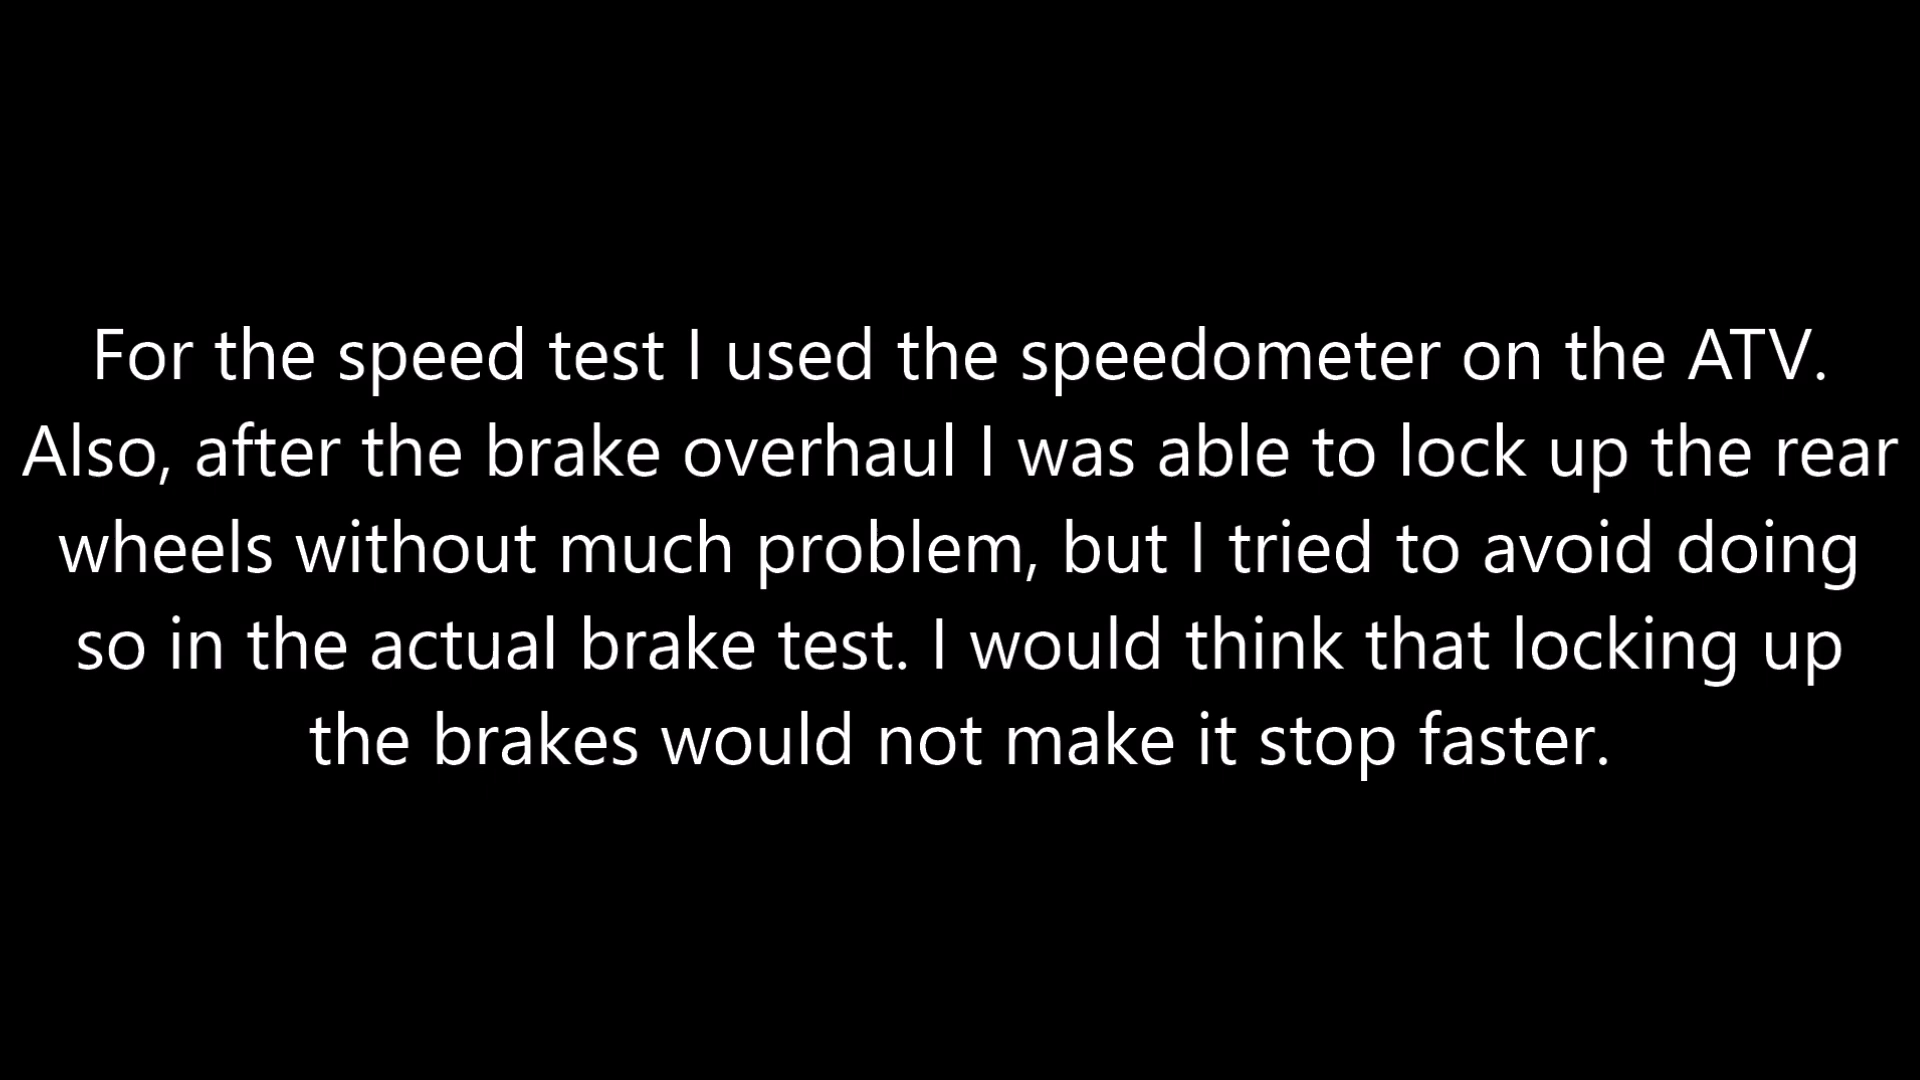 For the speed test I used the speedometer on the ATV.
Also, after the brake overhaul I was able to lock up the rear
wheels without much problem, but I tried to avoid doing
so in the actual brake test. I would think that locking up
the brakes would not make it stop faster.